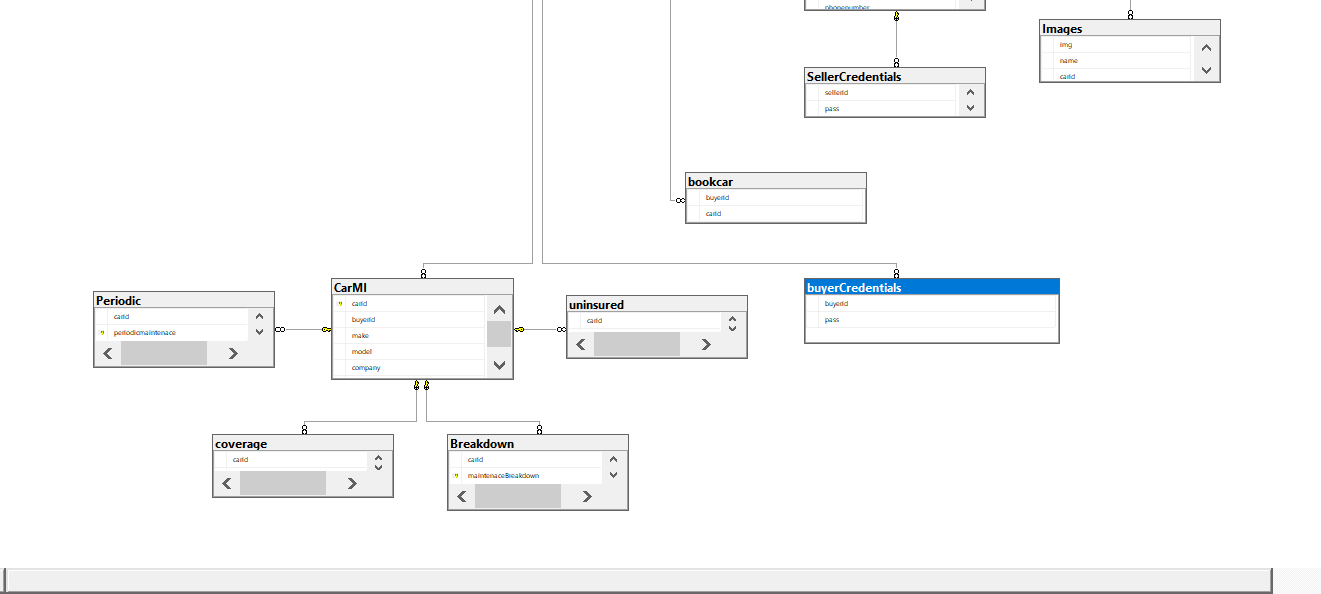 phonenumber
Images
img
name
carid
SellerCredentials
sellerid
pass
bookcar
buyerid
carid
CarMI
carid
buyerid
make
model
company
buyerCredentials
buyerid
pass
Periodic
carid
periodicmaintenace
uninsured
carid
coverage
carid
Breakdown
carid
maintenaceBreakdown